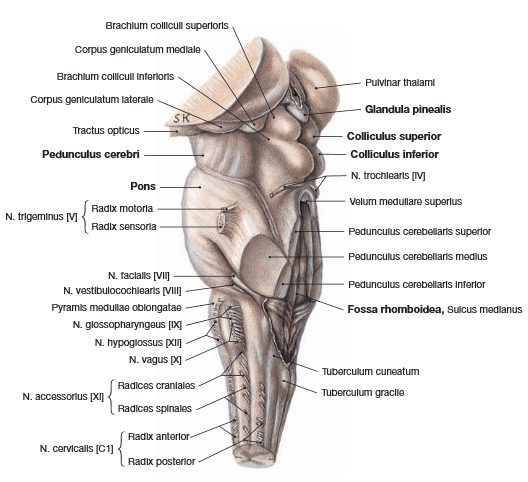 Brachium colliculi superioris
Corpus geniculatum mediale
Brachium colliculi inferioris
Corpus geniculatum laterale
SK
Tractus opticus
Pedunculus cerebri
Pons
N. trigeminus [V]
Radix motoria
Radix sensoria
N. facialis [VII]
N. vestibulocochlearis [VIII]
Pyramis medullae oblongatae
N. glossopharyngeus [IX]
N. hypoglossus [XII]
N. vagus [X]
N. accessorius [XI]
Radices craniales
Radices spinales
N. cervicalis [C1]
Radix anterior
Radix posterior
Pulvinar thalami
Glandula pinealis
Colliculus superior
Colliculus inferior
N. trochlearis [IV]
Velum medullare superius
Pedunculus cerebellaris superior
Pedunculus cerebellaris medius
Pedunculus cerebellaris inferior
Fossa rhomboidea, Sulcus medianus
Tuberculum cuneatum
Tuberculum gracile